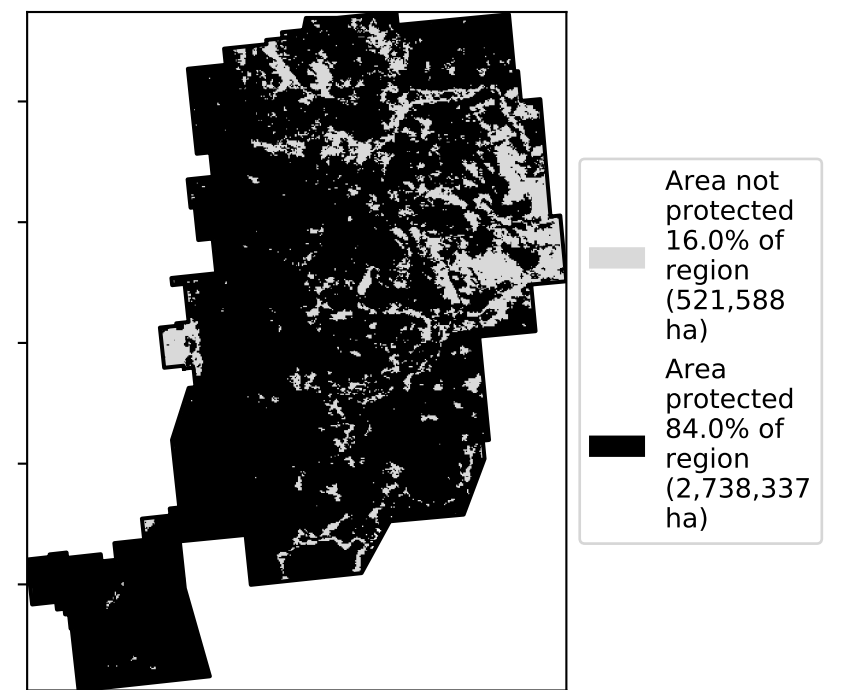 Area not
protected
16.0% of
region
(521,588
ha)
Area
protected
84.0% of
region
(2,738,337
ha)